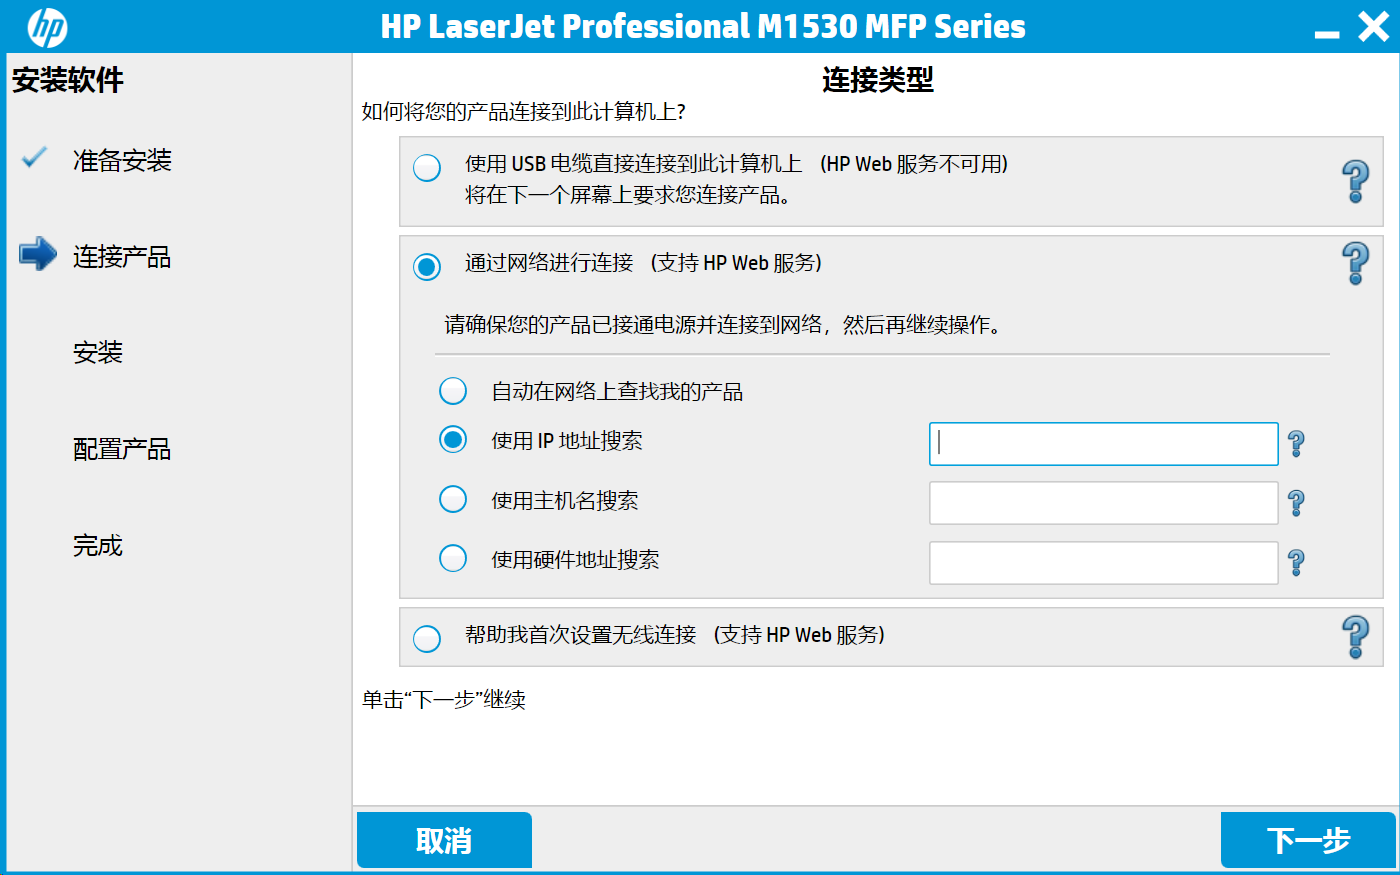 hp
HP LaserJet Professional M1530 MFP Series
安装软件
准备安装
连接产品
安装
配置产品
完成
连接类型
如何将您的产品连接到此计算机上?
使用 USB 电缆直接连接到此计算机上 (HP Web 服务不可用)
将在下一个屏幕上要求您连接产品。
通过网络进行连接 (支持 HP Web 服务)
请确保您的产品已接通电源并连接到网络，然后再继续操作。
自动在网络上查找我的产品
使用 IP 地址搜索
使用主机名搜索
使用硬件地址搜索
帮助我首次设置无线连接 (支持 HP Web 服务)
单击“下一步”继续
取消
下一步